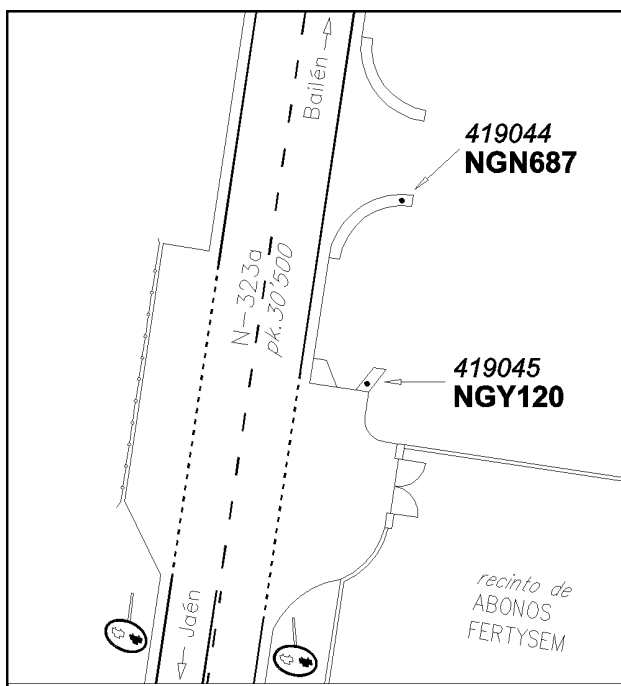 Bailén
419044
NGN687
N-323a
pk.30'500
419045
NGY120
Jaén
recinto de
ABONOS
FERTYSEM